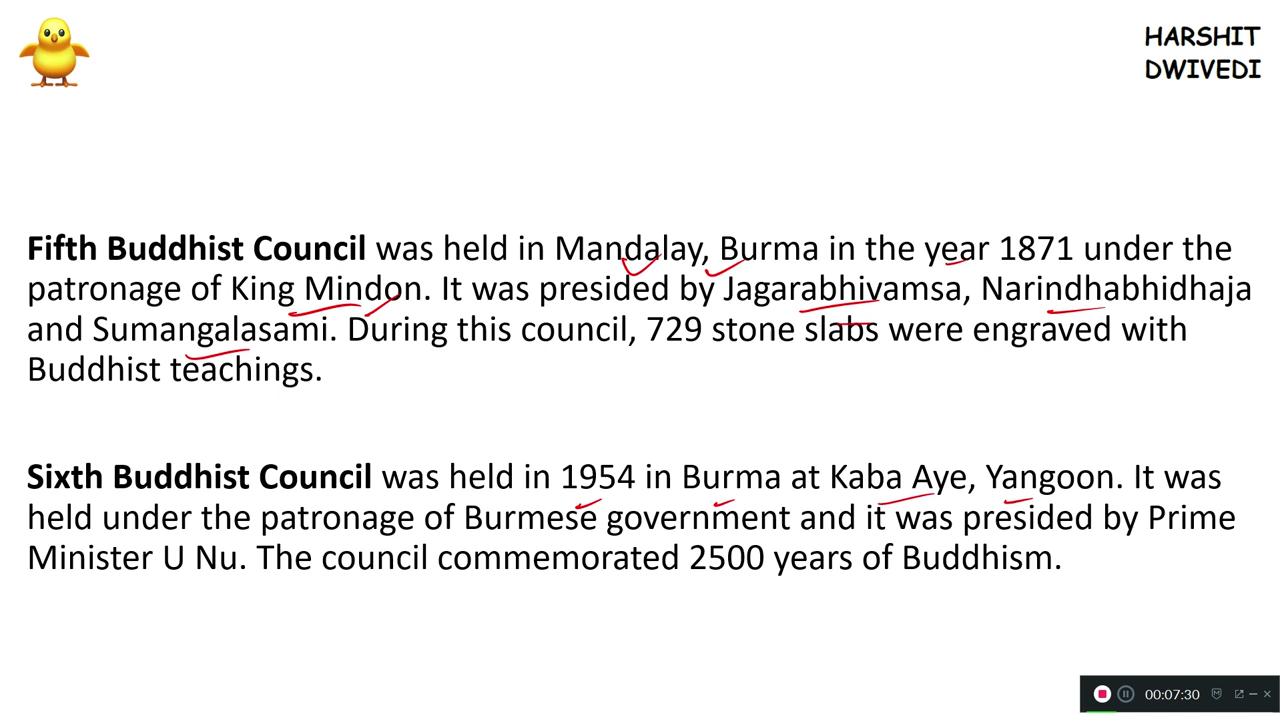 HARSHIT
DWIVEDI
Fifth Buddhist Council was held in Mandalay, Burma in the year 1871 under the
patronage of King Mindon. It was presided by Jagarabhivamsa, Narindhabhidhaja
and Sumangalasami. During this council, 729 stone slabs were engraved with
Buddhist teachings.
Sixth Buddhist Council was held in 1954 in Burma at Kaba Aye, Yangoon. It was
held under the patronage of Burmese government and it was presided by Prime
Minister U Nu. The council commemorated 2500 years of Buddhism.
00:07:30